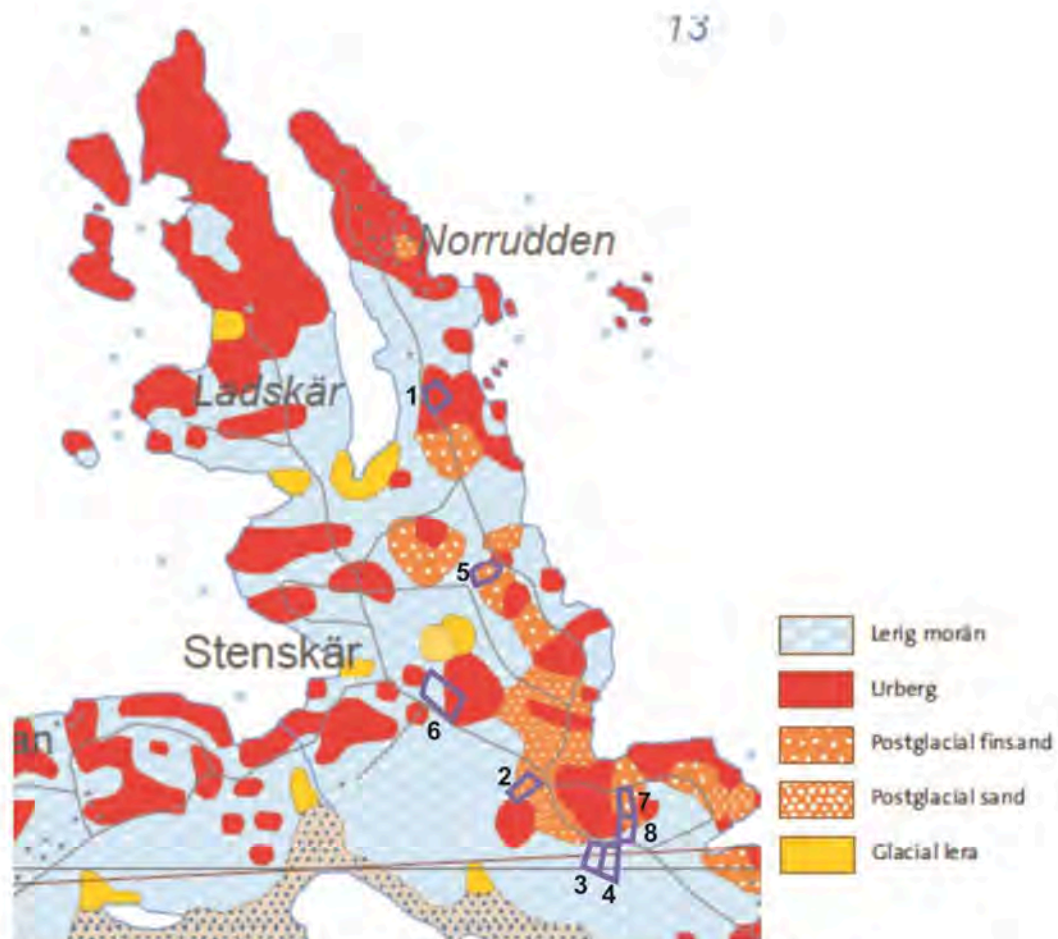 13
Norrudden
Ladskär
1
5
Stenskär
6
an
2
7
8
3
4
Lerig morän
Urberg
Postglacial finsand
Postglacial sand
Glacial lera